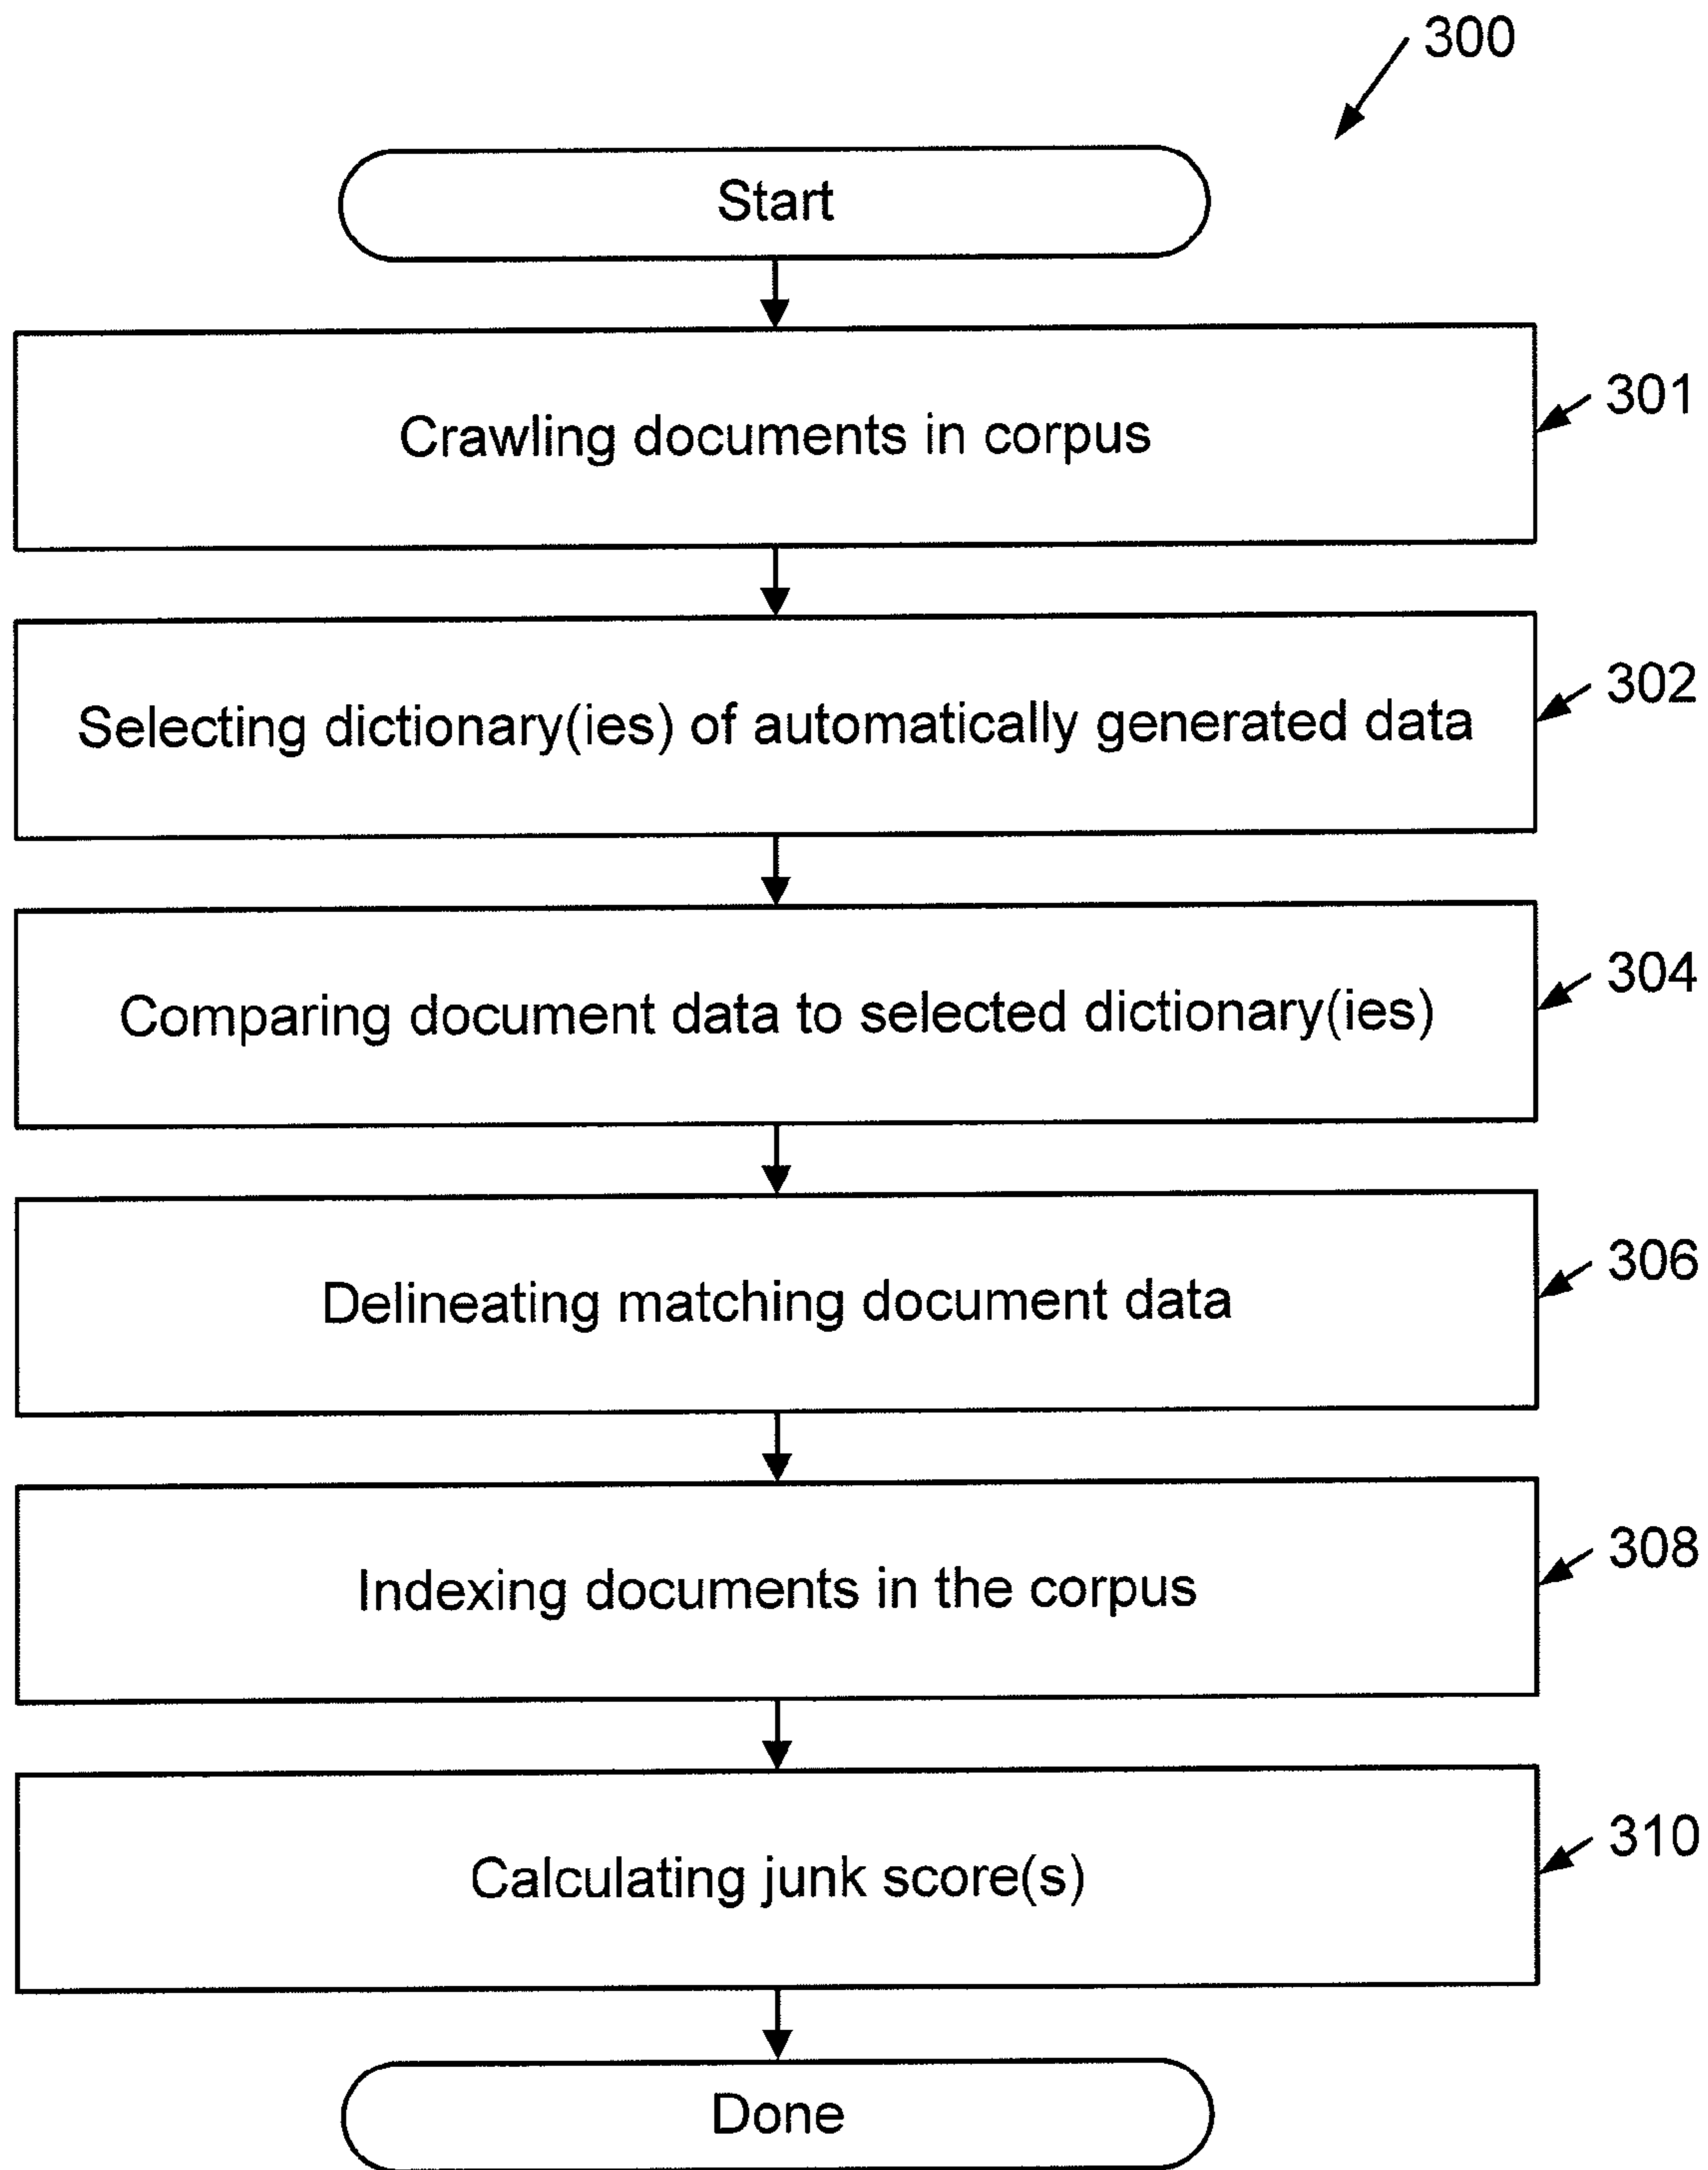 300
Start
Crawling documents in corpus
301
Selecting dictionary(ies) of automatically generated data
302
Comparing document data to selected dictionary(ies)
304
Delineating matching document data
306
Indexing documents in the corpus
308
Calculating junk score(s)
310
Done